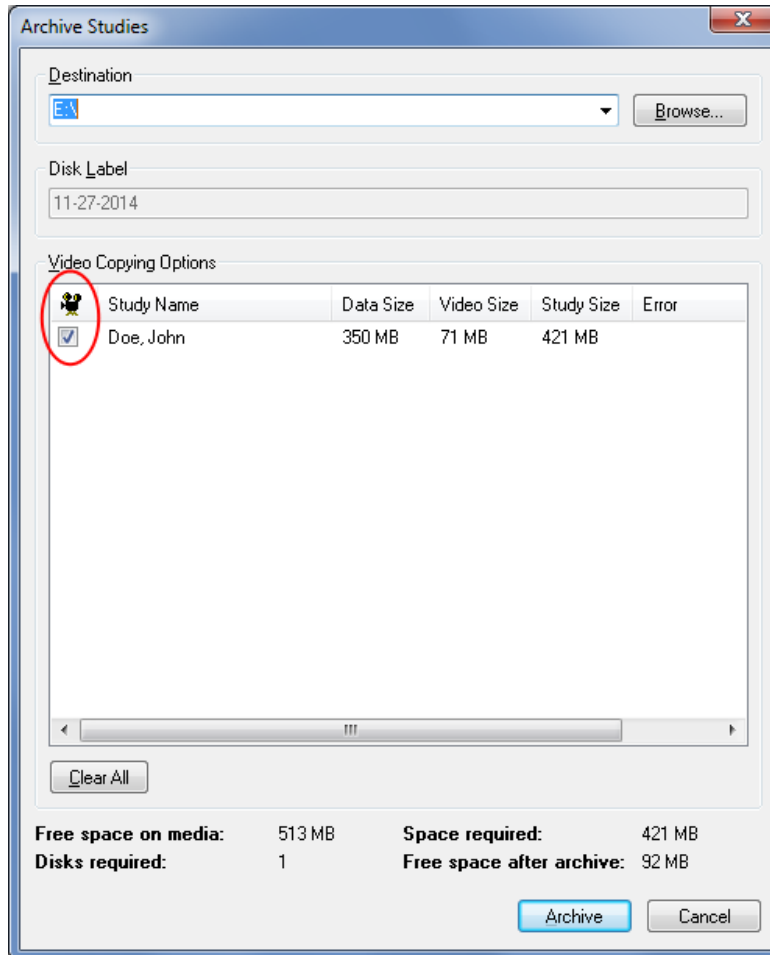 Archive Studies
Destination
E:\
Browse...
Disk Label
11-27-2014
Video Copying Options
Study Name Data Size Video Size Study Size Error
Doe, John 350 MB 71 MB 421 MB
Clear All
Free space on media: 513 MB Space required: 421 MB
Disks required: 1 Free space after archive: 92 MB
Archive Cancel